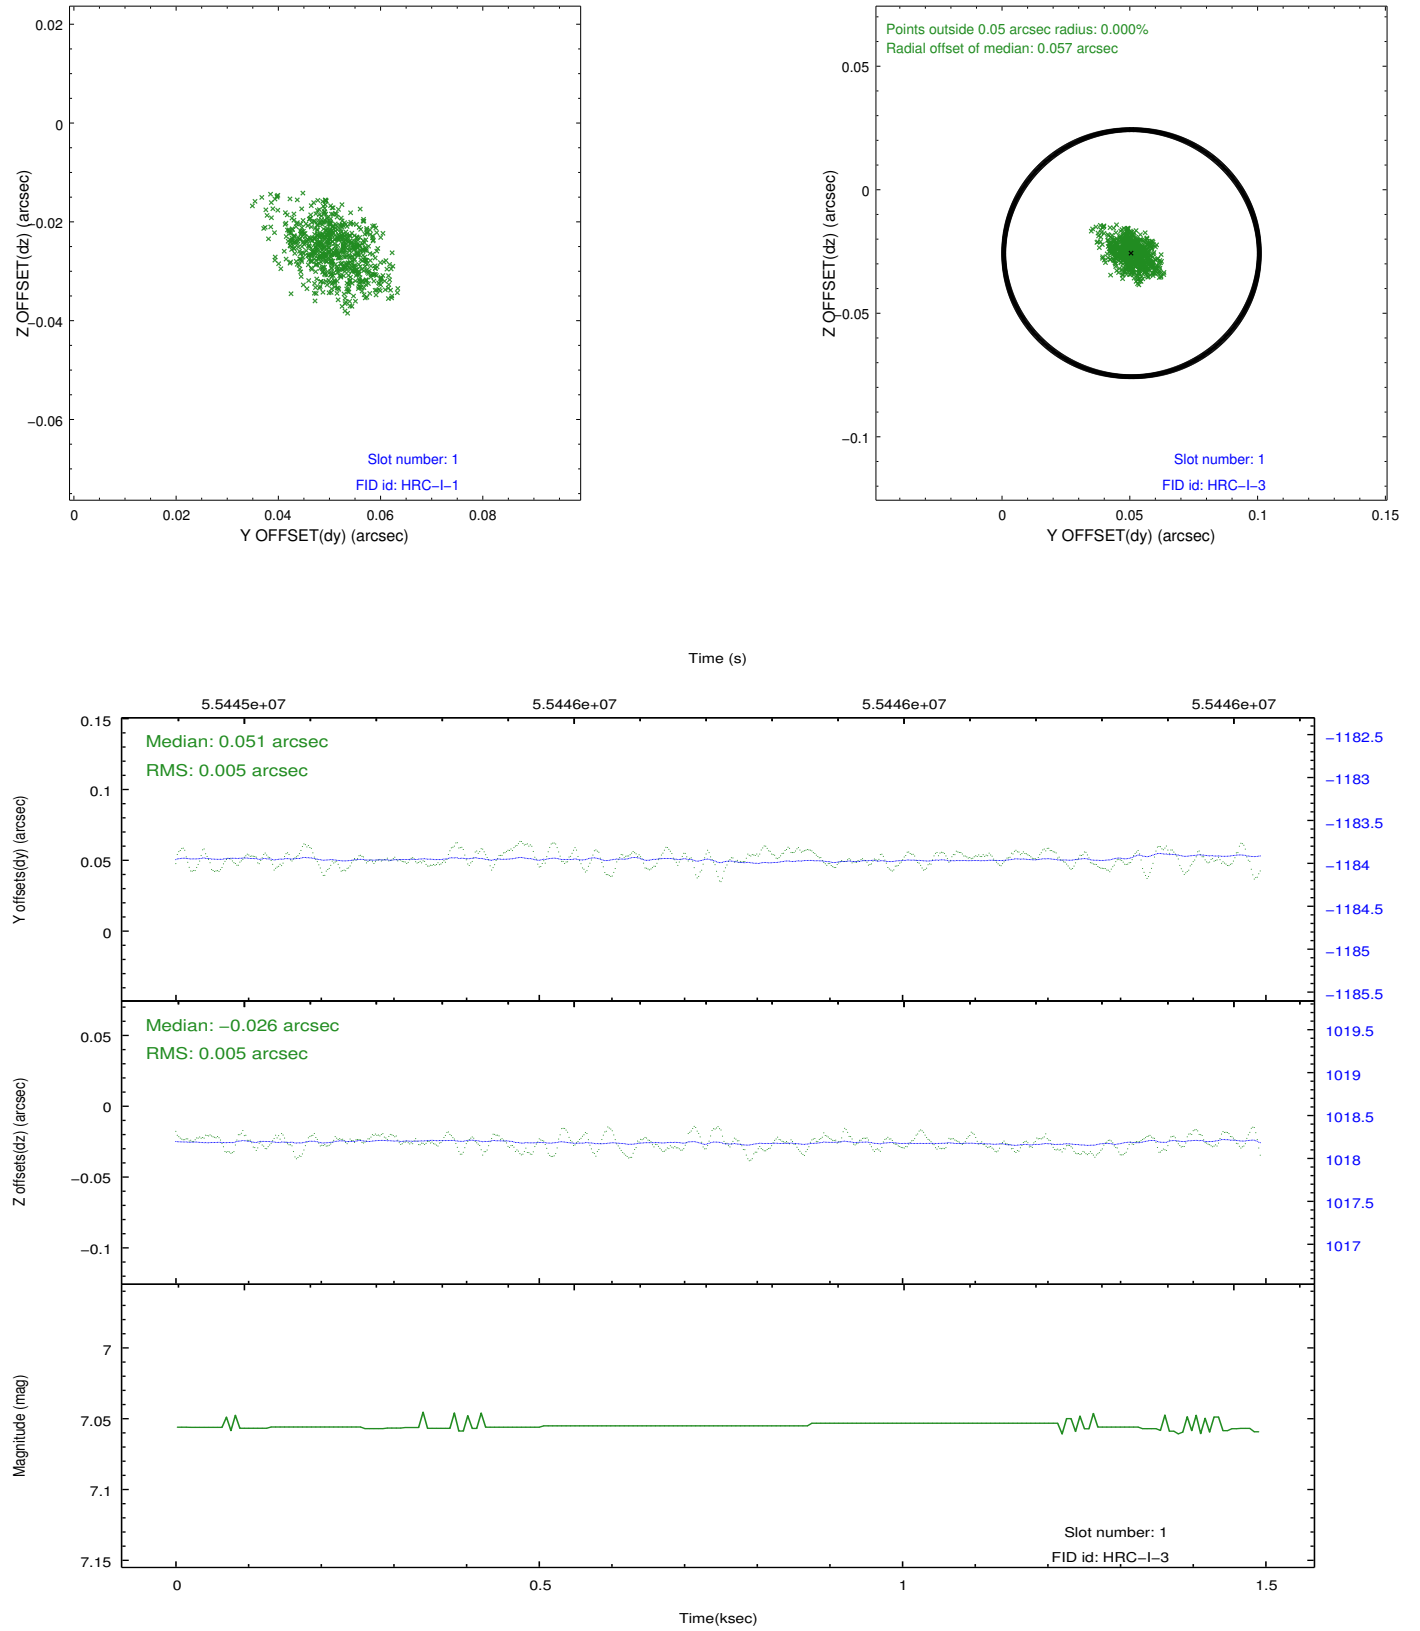 0.02
0
−0.02
−0.04
−0.06
Z OFFSET(dz) (arcsec)
Slot number: 1
FID id: HRC−I−1
0
0.02
0.04
0.06
0.08
Y OFFSET(dy) (arcsec)
Points outside 0.05 arcsec radius: 0.000%
Radial offset of median: 0.057 arcsec
0.05
0
−0.05
−0.1
Z OFFSET(dz) (arcsec)
Slot number: 1
FID id: HRC−I−3
0
0.05
0.1
0.15
Y OFFSET(dy) (arcsec)
Time (s)
5.5445e+07
5.5446e+07
5.5446e+07
5.5446e+07
Median: 0.051 arcsec
RMS: 0.005 arcsec
0.15
0.1
0.05
0
Y offsets(dy) (arcsec)
−1182.5
−1183
−1183.5
−1184
−1184.5
−1185
−1185.5
Median: −0.026 arcsec
RMS: 0.005 arcsec
0.05
0
−0.05
−0.1
Z offsets(dz) (arcsec)
1019.5
1019
1018.5
1018
1017.5
1017
7
7.05
7.1
7.15
Magnitude (mag)
Slot number: 1
FID id: HRC−I−3
0
0.5
1
1.5
Time(ksec)